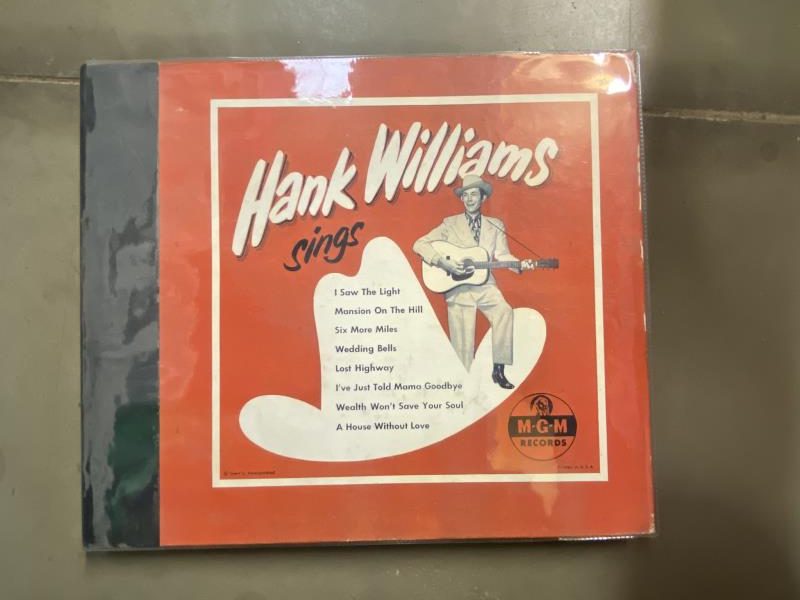 Hank Williams
sings
I Saw The Light
Mansion On The Hill
Six More Miles
Wedding Bells
Lost Highway
I've Just Told Mama Goodbye
Wealth Won't Save Your Soul
A House Without Love
M-G-M
RECORDS